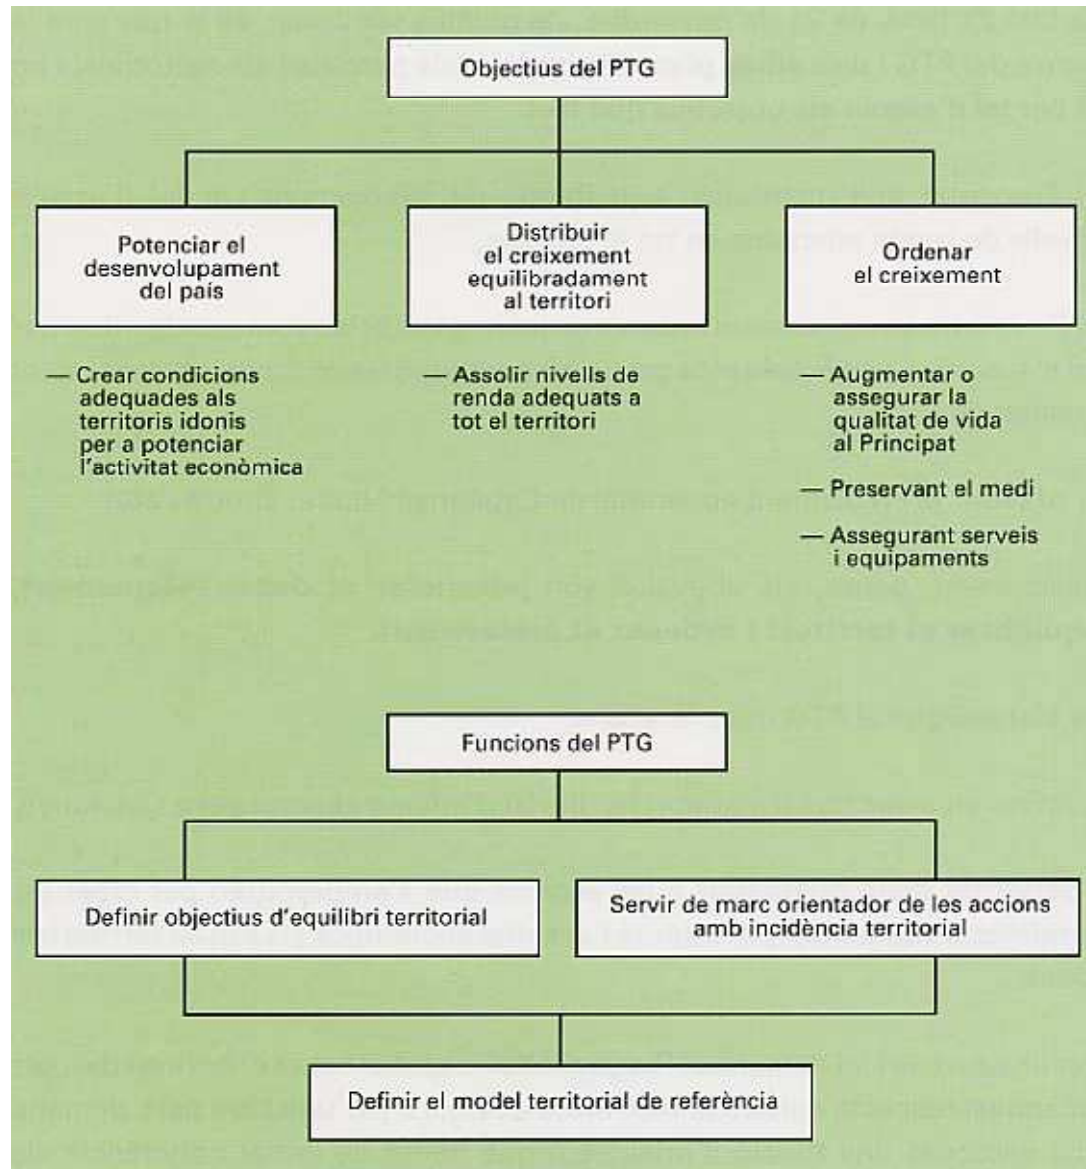 Objectius del PTG
Potenciar el
desenvolupament
del país
Distribuir
el creixement
equilibradament
al territori
Ordenar
el creixement
— Crear condicions
adequades als
territoris idonis
per a potenciar
l'activitat econòmica
— Assolir nivells de
renda adequats a
tot el territori
— Augmentar o
assegurar la
qualitat de vida
al Principat
— Preservant el medi
— Assegurant serveis
i equipaments
Funcions del PTG
Definir objectius d'equilibri territorial
Servir de marc orientador de les accions
amb incidència territorial
Definir el model territorial de referència